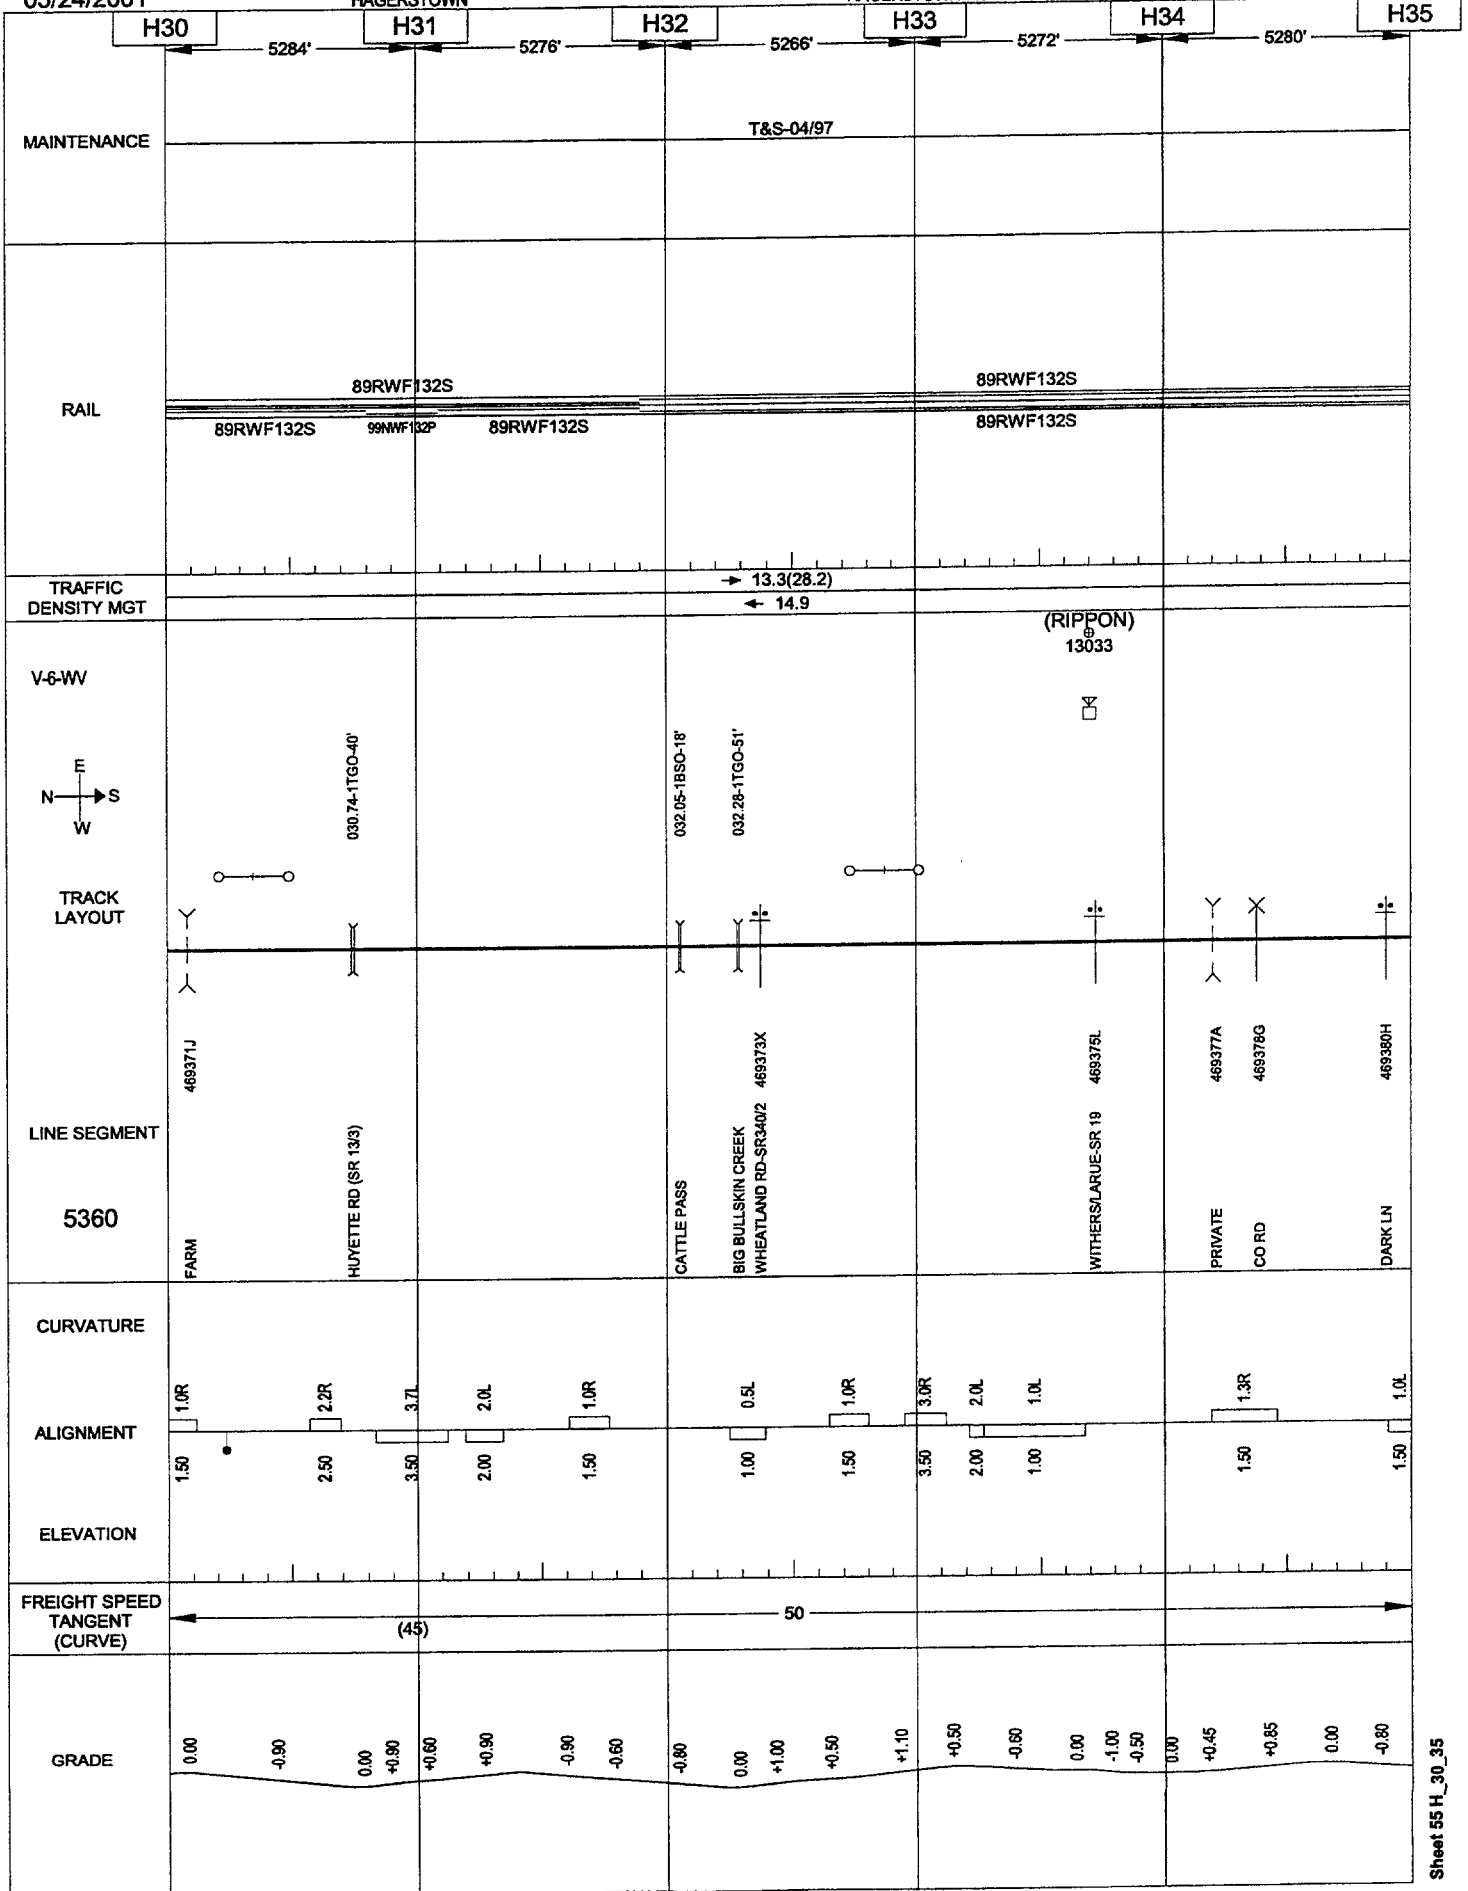 HAGERSTOWN
H30
H31
H32
H33
H34
H35
5284'
5276'
5266'
5272'
5280'
MAINTENANCE
T&S-04/97
RAIL
89RWF132S
89RWF132S
89RWF132S
99NWF132P
89RWF132S
89RWF132S
TRAFFIC
DENSITY MGT
13.3(28.2)
14.9
(RIPPON)
13033
V-6-WV
E
N
S
W
030.74-1TGO-40'
032.05-1BSO-18'
032.28-1TGO-51'
TRACK
LAYOUT
469371J
469373X
469375L
469377A
469378G
469380H
LINE SEGMENT
5360
FARM
HUYETTE RD (SR 13/3)
CATTLE PASS
BIG BULLSKIN CREEK
WHEATLAND RD-SR340/2
WITHERS/LARUE-SR 19
PRIVATE
CO RD
DARK LN
CURVATURE
1.0R
2.2R
3.7L
2.0L
1.0R
0.5L
1.0R
3.0R
2.0L
1.0L
1.3R
1.0L
ALIGNMENT
1.50
2.50
3.50
2.00
1.50
1.00
1.50
3.50
2.00
1.00
1.50
1.50
ELEVATION
FREIGHT SPEED
TANGENT
(CURVE)
50
(45)
GRADE
0.00
-0.90
0.00
+0.90
+0.60
+0.90
-0.90
-0.60
-0.80
0.00
+1.00
+0.50
+1.10
+0.50
-0.60
0.00
-1.00
-0.50
0.00
+0.45
+0.85
0.00
-0.80
Sheet 55 H_30_35